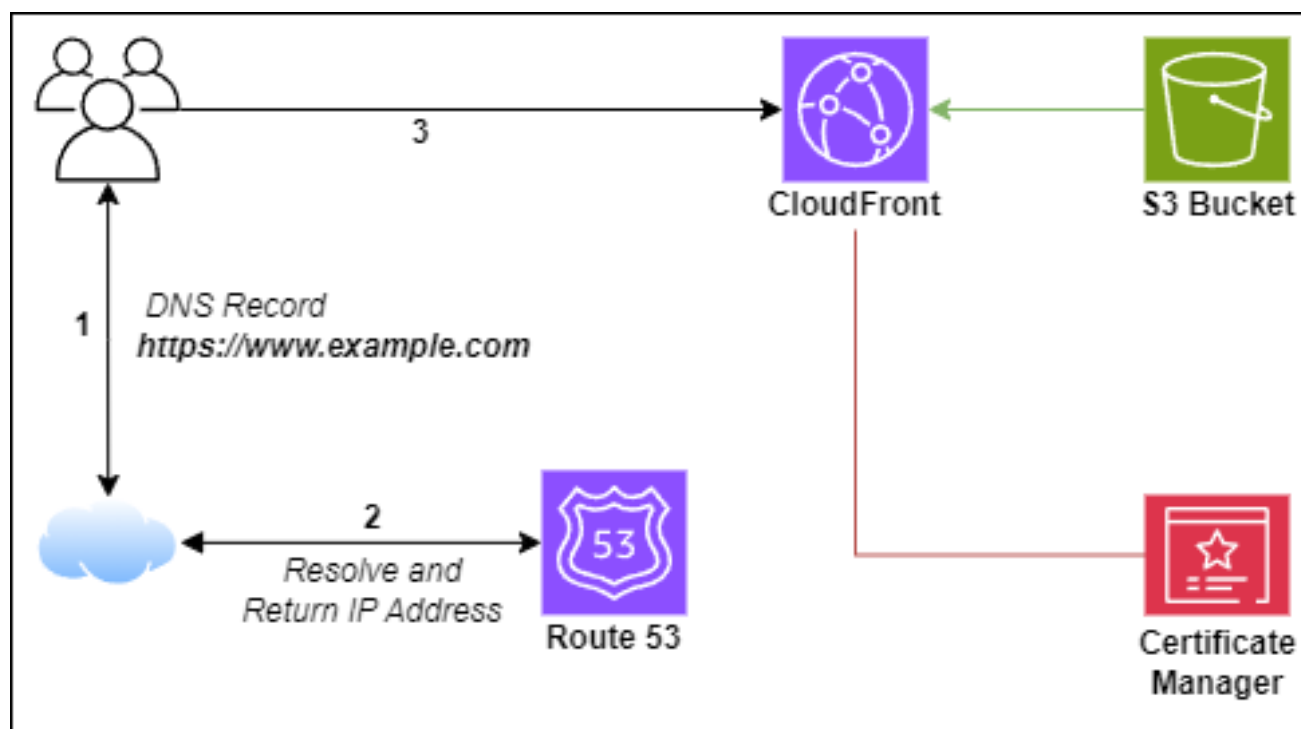 3
CloudFront
S3 Bucket
1
DNS Record
https://www.example.com
2
Resolve and
Return IP Address
53
Route 53
Certificate
Manager